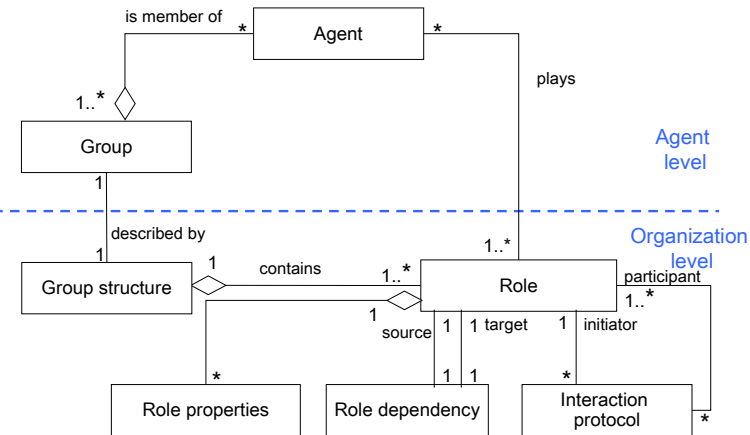 is member of
*
Agent
*
plays
1..*
Group
Agent
level
1
described by
1..*
Organization
level
1
1
contains
1..*
participant
Group structure
Role
1..*
1
source
1
1
target
1
initiator
*
1
1
*
*
Role properties
Role dependency
Interaction
protocol